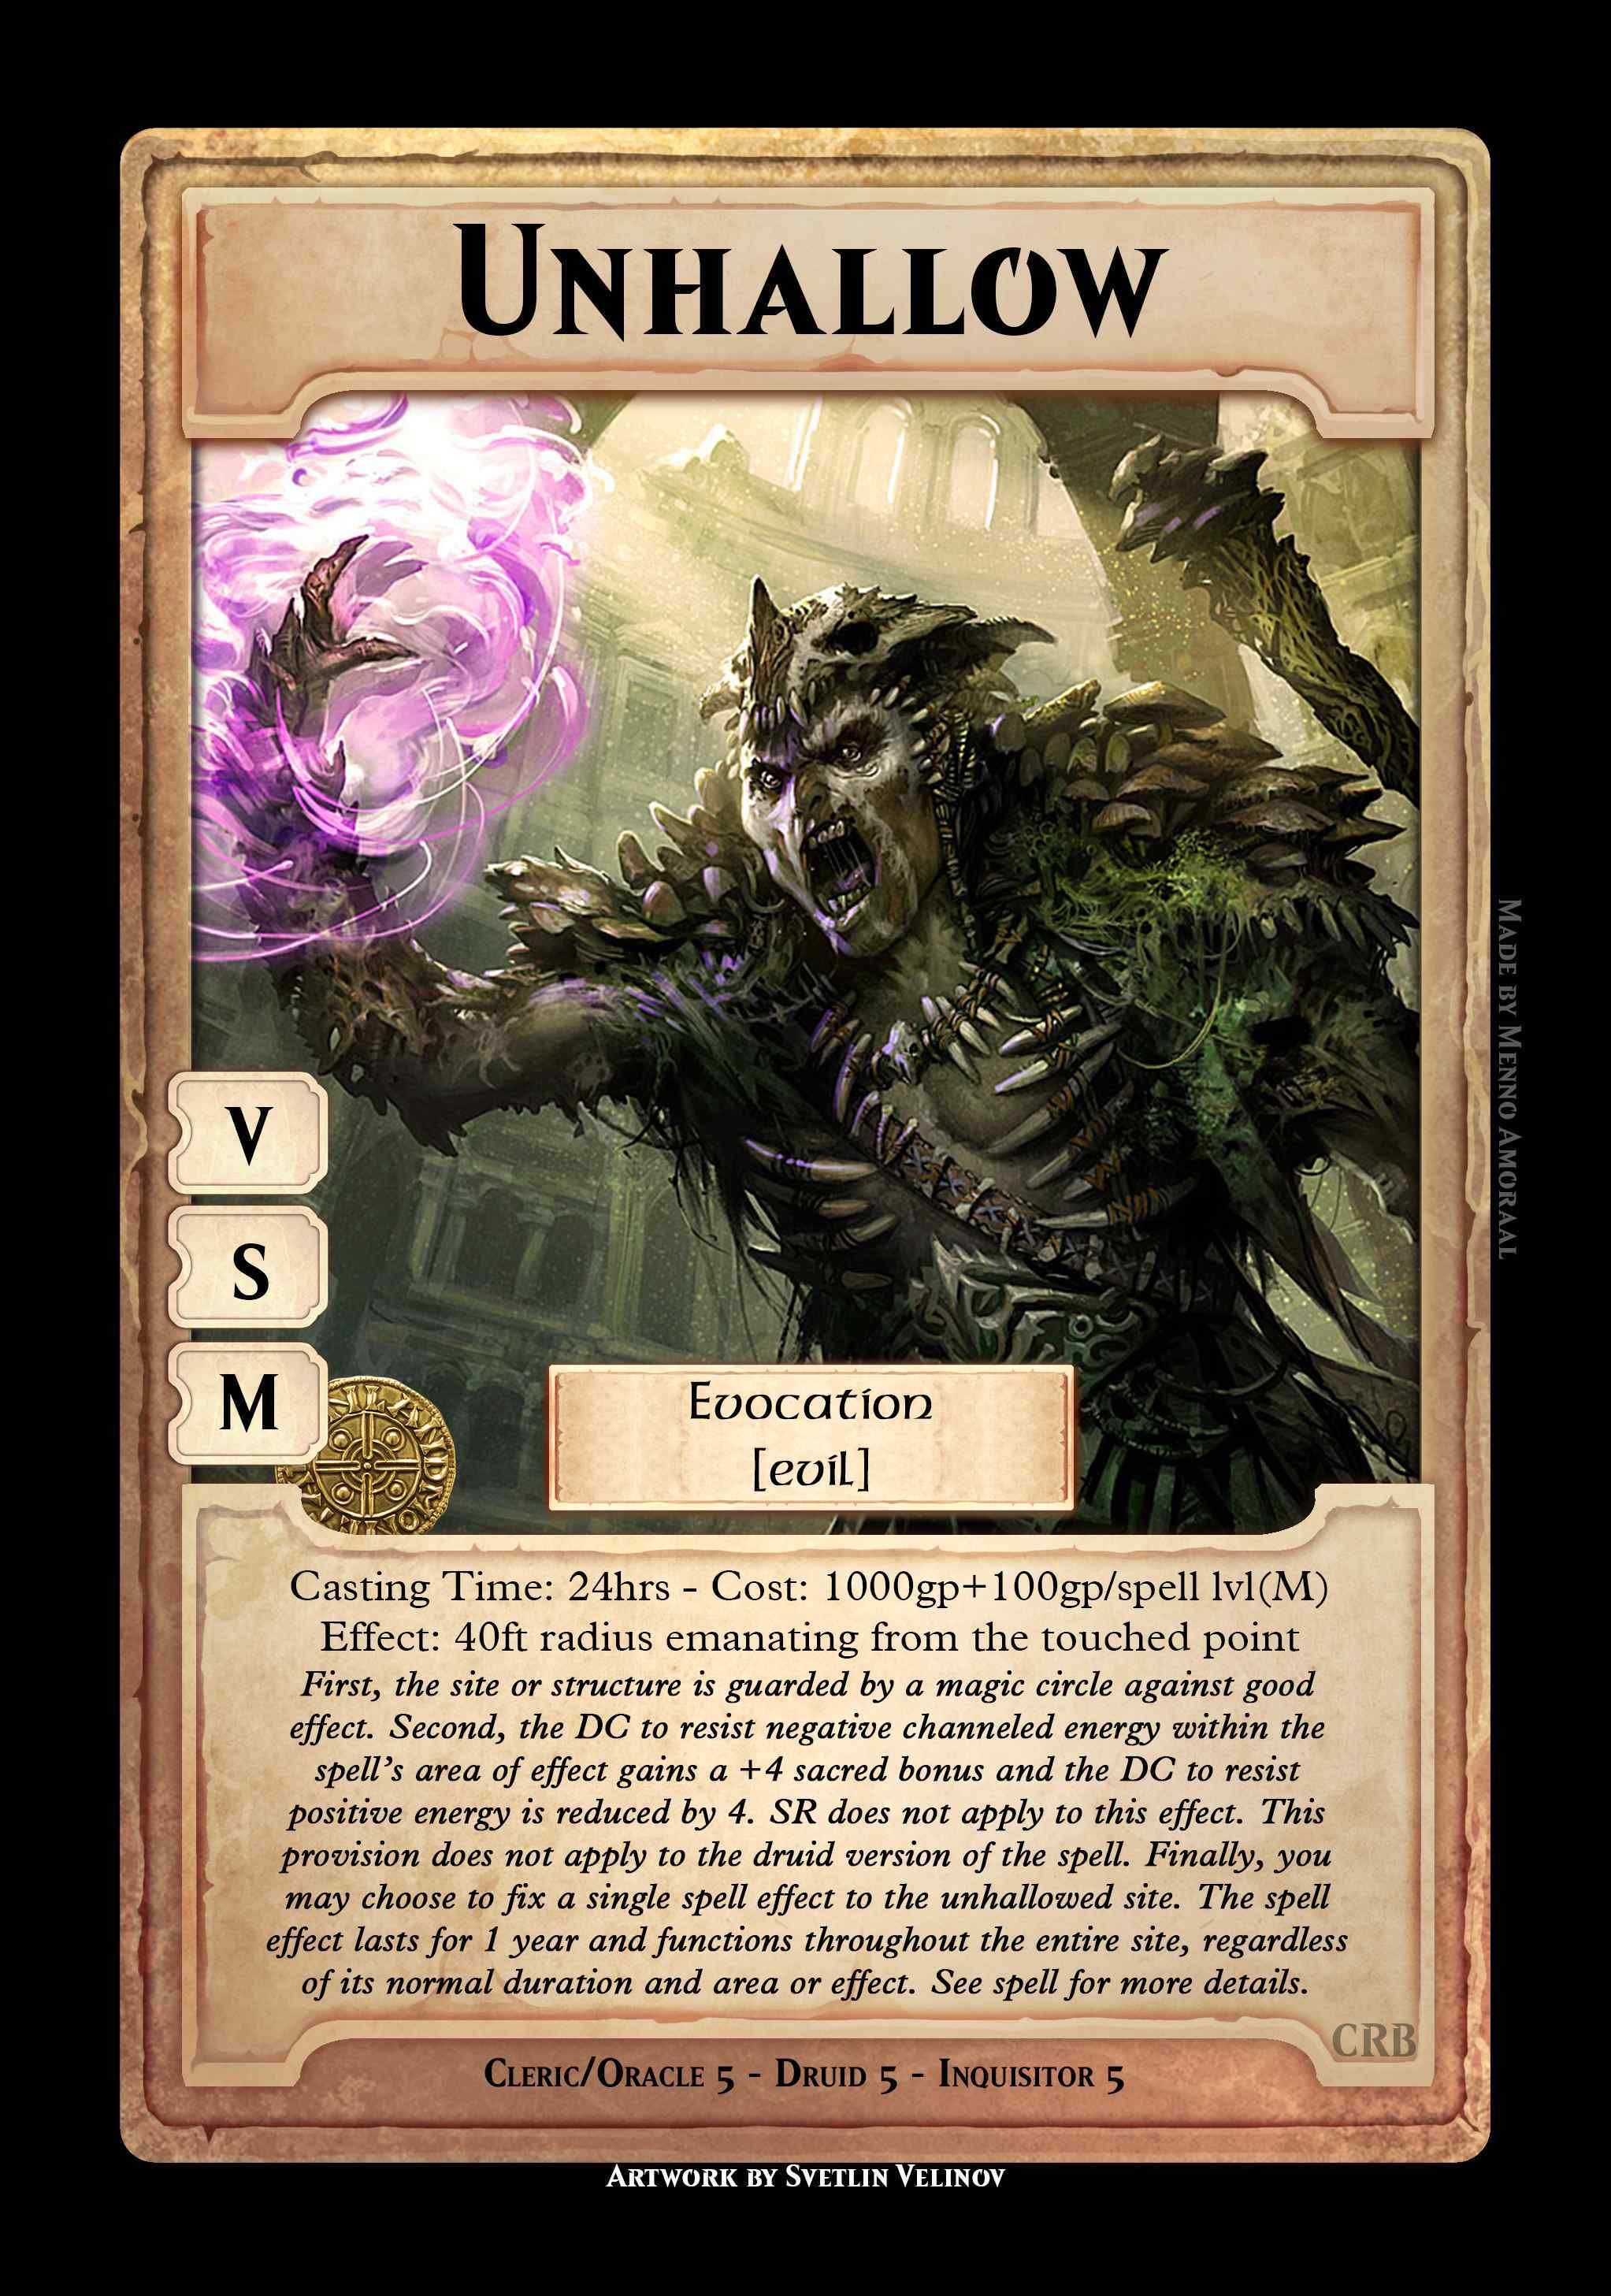 Unhallow
V
S
M
Evocation
[evil]
Casting Time: 24hrs - Cost: 1000gp+100gp/spell lvl(M)
Effect: 40ft radius emanating from the touched point
First, the site or structure is guarded by a magic circle against good
effect. Second, the DC to resist negative channeled energy within the
spell's area of effect gains a +4 sacred bonus and the DC to resist
positive energy is reduced by 4. SR does not apply to this effect. This
provision does not apply to the druid version of the spell. Finally, you
may choose to fix a single spell effect to the unhallowed site. The spell
effect lasts for 1 year and functions throughout the entire site, regardless
of its normal duration and area or effect. See spell for more details.
CRB
Cleric/Oracle 5 - Druid 5 - Inquisitor 5
Artwork by Svetlin Velinov
Made by Menno Amoraal